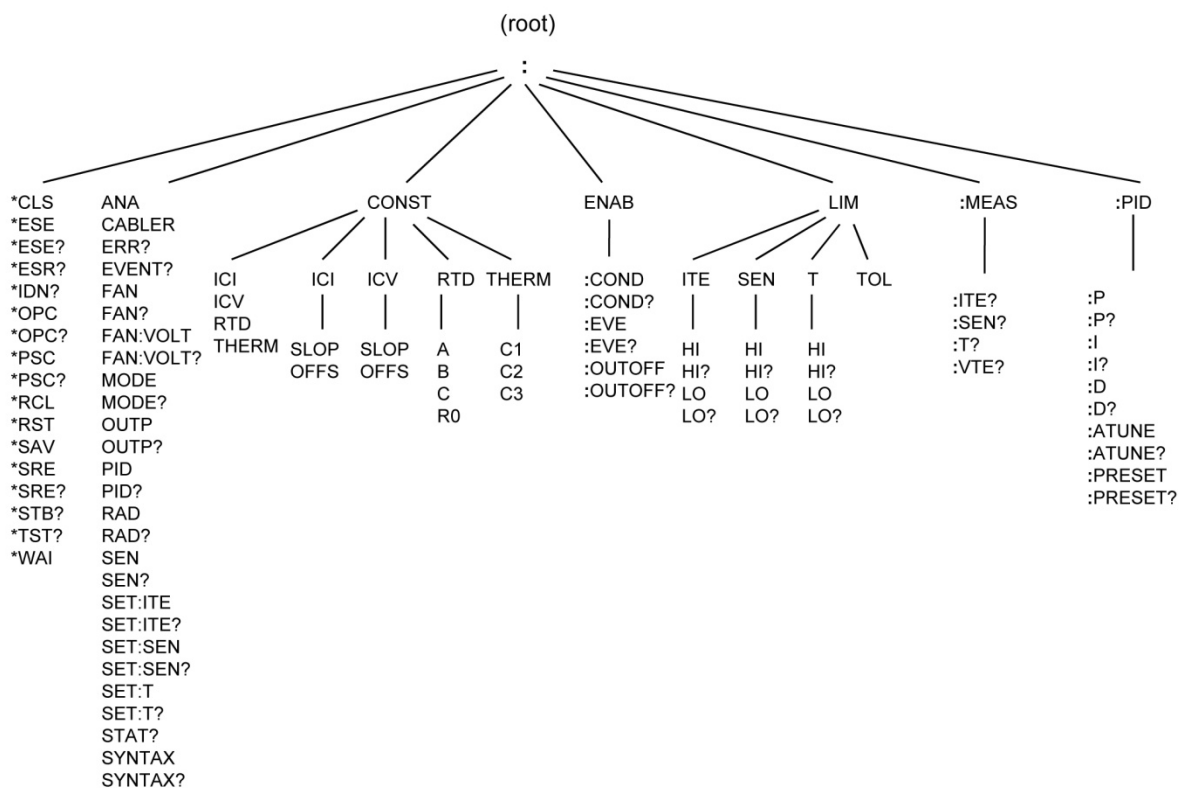 (root)
:
*CLS ANA CONST ENAB LIM :MEAS :PID
*ESE CABLER
*ESE? ERR?
*ESR? EVENT?
*IDN? FAN
*OPC FAN?
*OPC? FAN:VOLT
*PSC FAN:VOLT?
*PSC? MODE
*RCL MODE?
*RST OUTP
*SAV OUTP?
*SRE PID
*SRE? PID?
*STB? RAD
*TST? RAD?
*WAI SEN
SEN?
SET:ITE
SET:ITE?
SET:SEN
SET:SEN?
SET:T
SET:T?
STAT?
SYNTAX
SYNTAX?
ICI
ICV
RTD
THERM
ICI
SLOP
OFFS
ICV
SLOP
OFFS
RTD
A
B
C
R0
THERM
C1
C2
C3
:COND
:COND?
:EVE
:EVE?
:OUTOFF
:OUTOFF?
ITE
HI
HI?
LO
LO?
SEN
HI
HI?
LO
LO?
T
HI
HI?
LO
LO?
TOL
:ITE?
:SEN?
:T?
:VTE?
:P
:P?
:I
:I?
:D
:D?
:ATUNE
:ATUNE?
:PRESET
:PRESET?